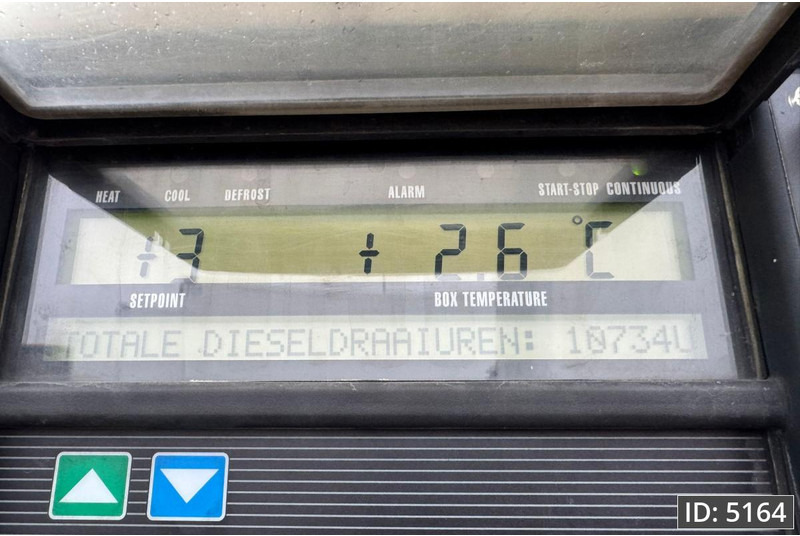 HEAT COOL DEFROST ALARM START-STOP CONTINUOUS
+3 + 2.6 °C
SETPOINT BOX TEMPERATURE
TOTALE DIESELDRAAIUREN: 10734U
ID: 5164